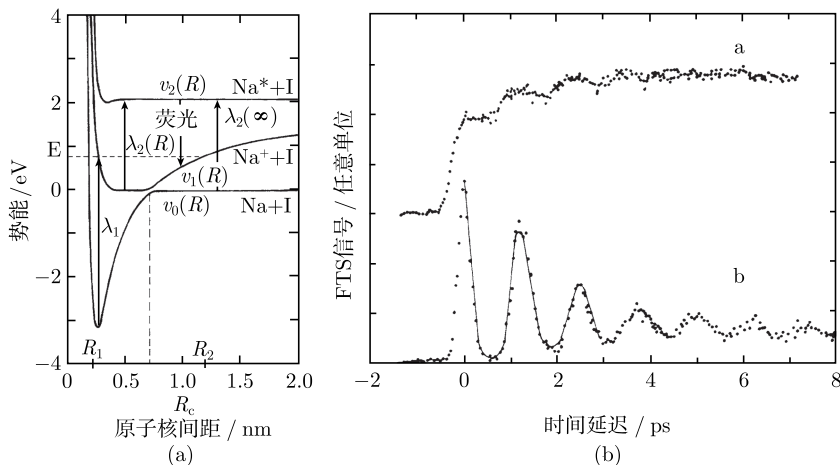 4
2
0
−2
−4
E
势能/eV
v₂(R)
Na*+I
荧光
λ₂(R)
λ₂(∞)
Na⁺+I
v₁(R)
v₀(R)
Na+I
λ₁
R₁
R₂
0
0.5
1.0
1.5
2.0
R_c
原子核间距 / nm
(a)
FTS信号 / 任意单位
a
b
−2
0
2
4
6
8
时间延迟 / ps
(b)